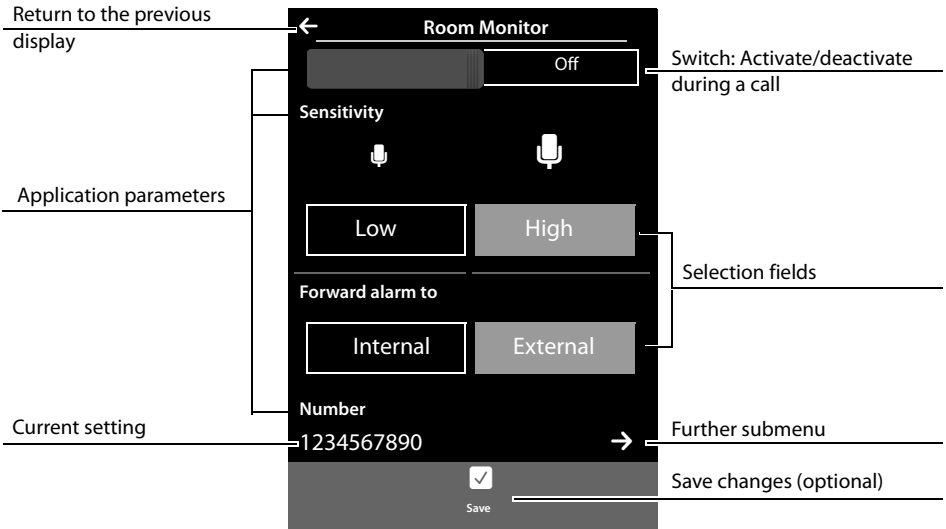 Return to the previous
display
Room Monitor
Off
Switch: Activate/deactivate
during a call
Sensitivity
Application parameters
Low
High
Selection fields
Forward alarm to
Internal
External
Number
Current setting
1234567890
Further submenu
Save changes (optional)
Save